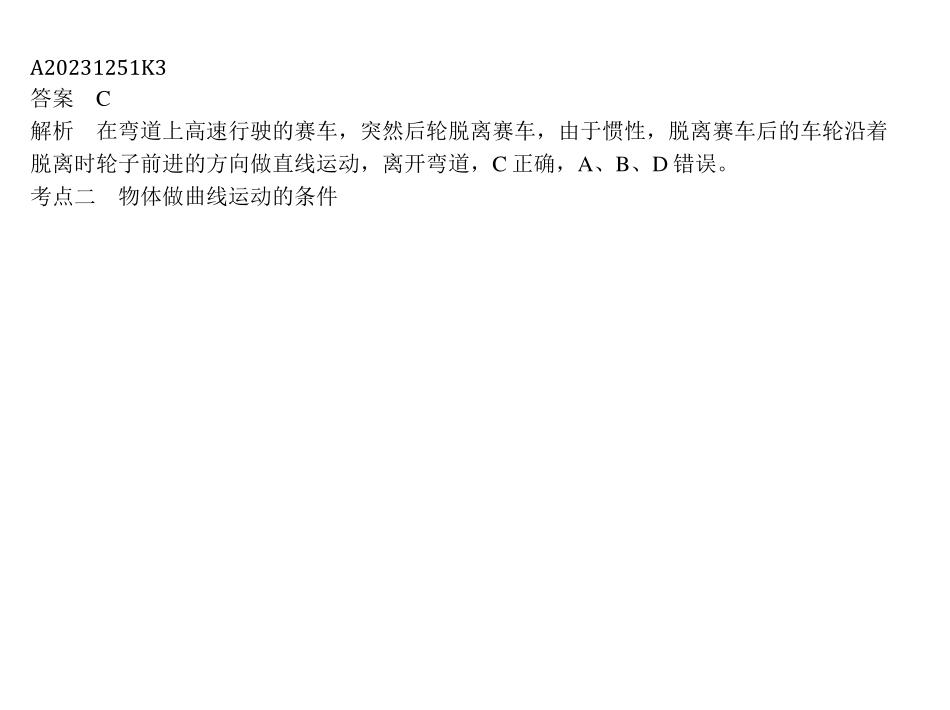 A20231251K3
答案　C
解析　在弯道上高速行驶的赛车，突然后轮脱离赛车，由于惯性，脱离赛车后的车轮沿着
脱离时轮子前进的方向做直线运动，离开弯道，C 正确，A、B、D 错误。
考点二　物体做曲线运动的条件